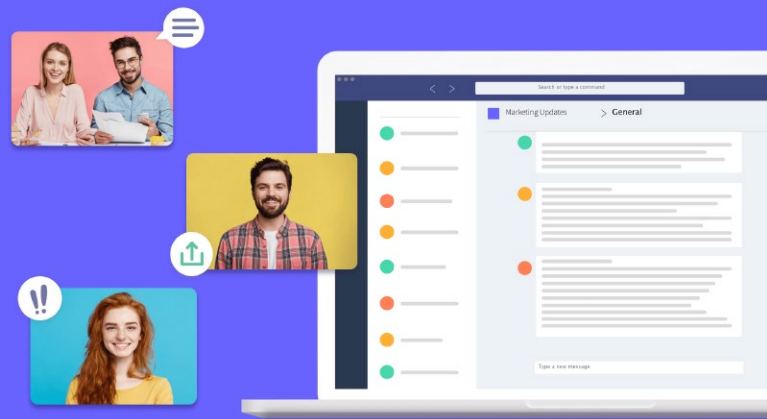 Search or type a command
Marketing Updates > General
Type a new message